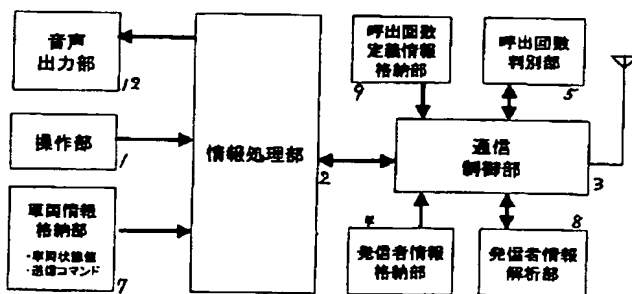 音声
出力部
12
操作部
1
車両情報
格納部
・車両状態値
・送信コマンド
7
情報処理部
2
呼出回数
定義情報
格納部
9
呼出回数
判別部
5
通信
制御部
3
4
発信者情報
格納部
8
発信者情報
解析部